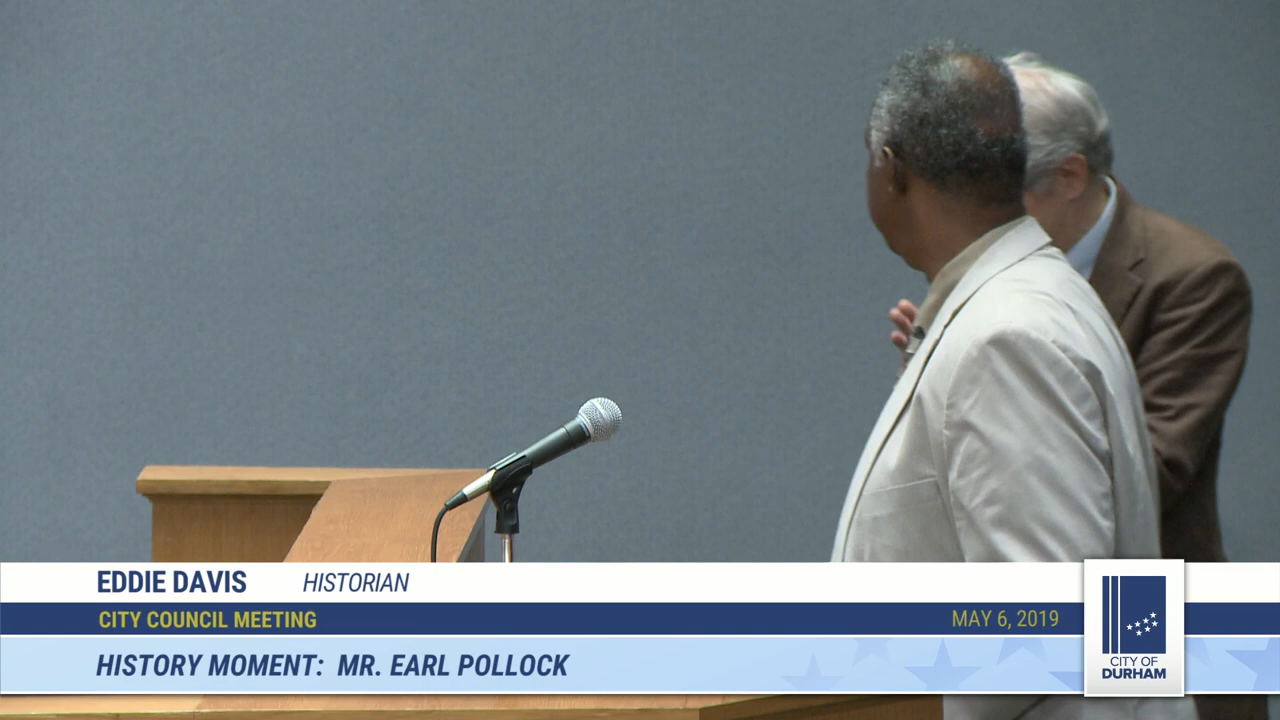 EDDIE DAVIS HISTORIAN
CITY COUNCIL MEETING MAY 6, 2019
HISTORY MOMENT: MR. EARL POLLOCK
CITY OF
DURHAM